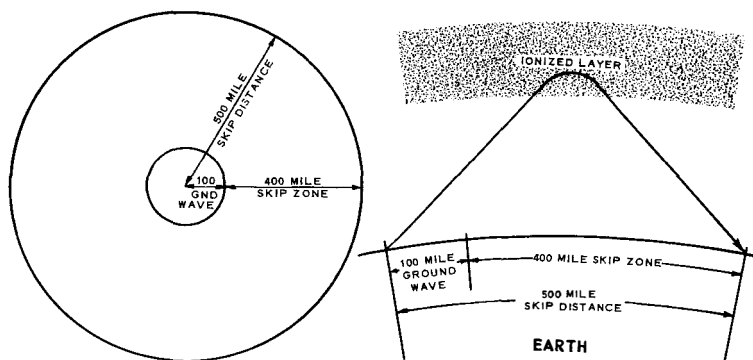 500 MILE
SKIP DISTANCE
100
GND
WAVE
400 MILE
SKIP ZONE
IONIZED LAYER
100 MILE
GROUND
WAVE
400 MILE SKIP ZONE
500 MILE
SKIP DISTANCE
EARTH